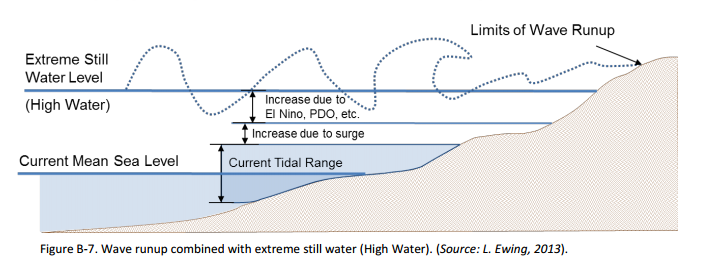 Limits of Wave
Runup
Extreme Still
Water Level
(High Water)
Increase due to
El Nino, PDO, etc.
Increase due to surge
Current Mean Sea Level
Current Tidal Range
Figure B-7. Wave runup combined with extreme still water (High Water). (Source: L. Ewing, 2013).